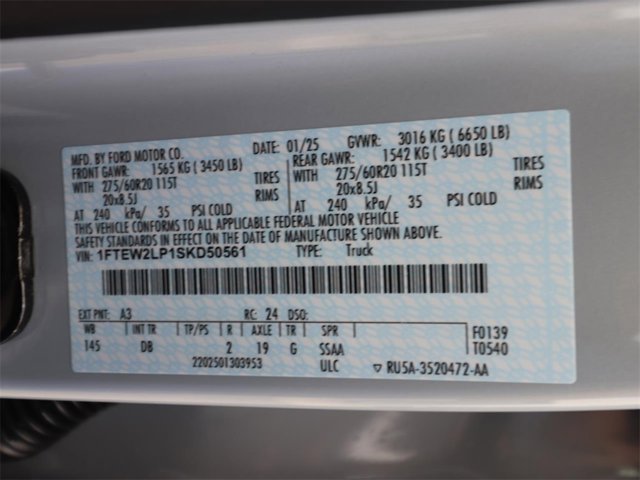 MFD. BY FORD MOTOR CO. DATE: 01/25 GVWR: 3016 KG ( 6650 LB)
FRONT GAWR: 1565 KG ( 3450 LB) REAR GAWR: 1542 KG ( 3400 LB)
WITH 275/60R20 115T TIRES WITH 275/60R20 115T TIRES
20x8.5J RIMS 20x8.5J RIMS
AT 240 kPa/ 35 PSI COLD AT 240 kPa/ 35 PSI COLD
THIS VEHICLE CONFORMS TO ALL APPLICABLE FEDERAL MOTOR VEHICLE
SAFETY STANDARDS IN EFFECT ON THE DATE OF MANUFACTURE SHOWN ABOVE.
VIN: 1FTEW2LP1SKD50561 TYPE: Truck
EXT PNT: A3 RC: 24 DSO:
WB INT TR TP/PS R AXLE TR SPR F0139
145 DB 2 19 G SSAA T0540
2202501303953 ULC RU5A-3520472-AA